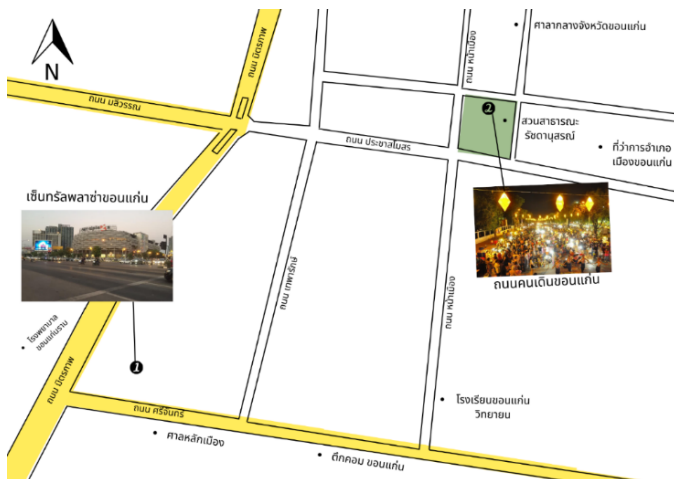 N
ถนน มลิวรรณ
ถนน มิตรภาพ
ถนน หน้าเมือง
ศาลากลางจังหวัดขอนแก่น
2
สวนสาธารณะ
รัชดานุสรณ์
ที่ว่าการอำเภอ
เมืองขอนแก่น
ถนน ประชาสโมสร
เซ็นทรัลพลาซ่าขอนแก่น
ถนนคนเดินขอนแก่น
ถนน เทพารักษ์
ถนน หน้าเมือง
โรงพยาบาล
ขอนแก่นราม
1
ถนน มิตรภาพ
ถนน ศรีจันทร์
โรงเรียนขอนแก่น
วิทยายน
ศาลหลักเมือง
ตึกคอม ขอนแก่น